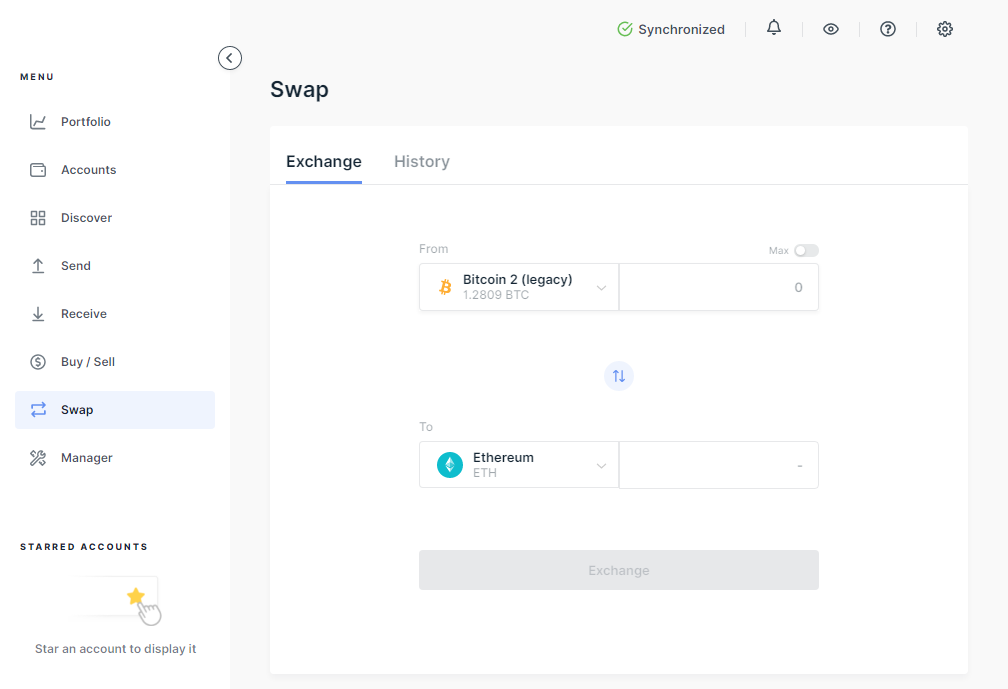 Synchronized
MENU
Portfolio
Accounts
Discover
Send
Receive
Buy / Sell
Swap
Manager
STARRED ACCOUNTS
Star an account to display it
Swap
Exchange History
From Max
Bitcoin 2 (legacy)
1.2809 BTC
0
To
Ethereum
ETH
-
Exchange